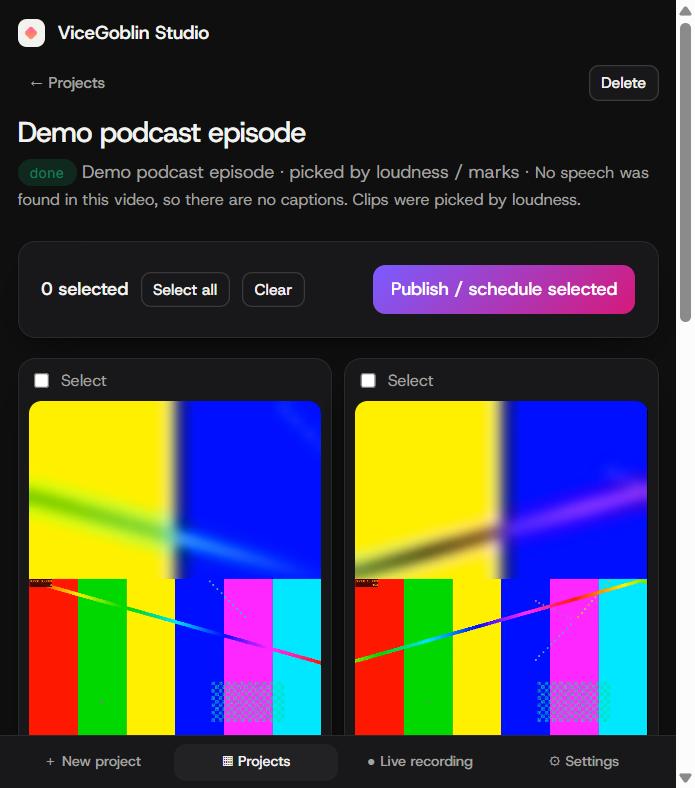 ViceGoblin Studio
← Projects
Delete
Demo podcast episode
done Demo podcast episode · picked by loudness / marks · No speech was
found in this video, so there are no captions. Clips were picked by loudness.
0 selected Select all Clear Publish / schedule selected
Select
Select
+ New project
Projects
Live recording
Settings